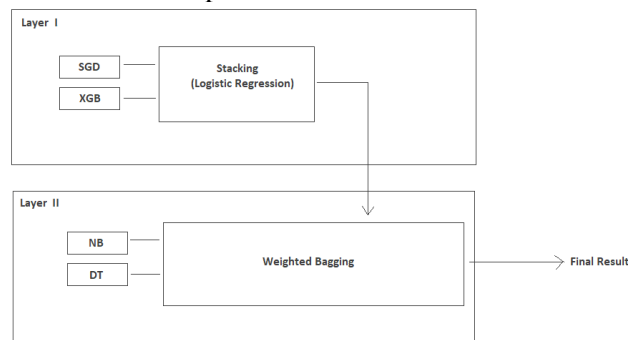 Layer I
SGD
XGB
Stacking
(Logistic Regression)
Layer II
NB
DT
Weighted Bagging
Final Result